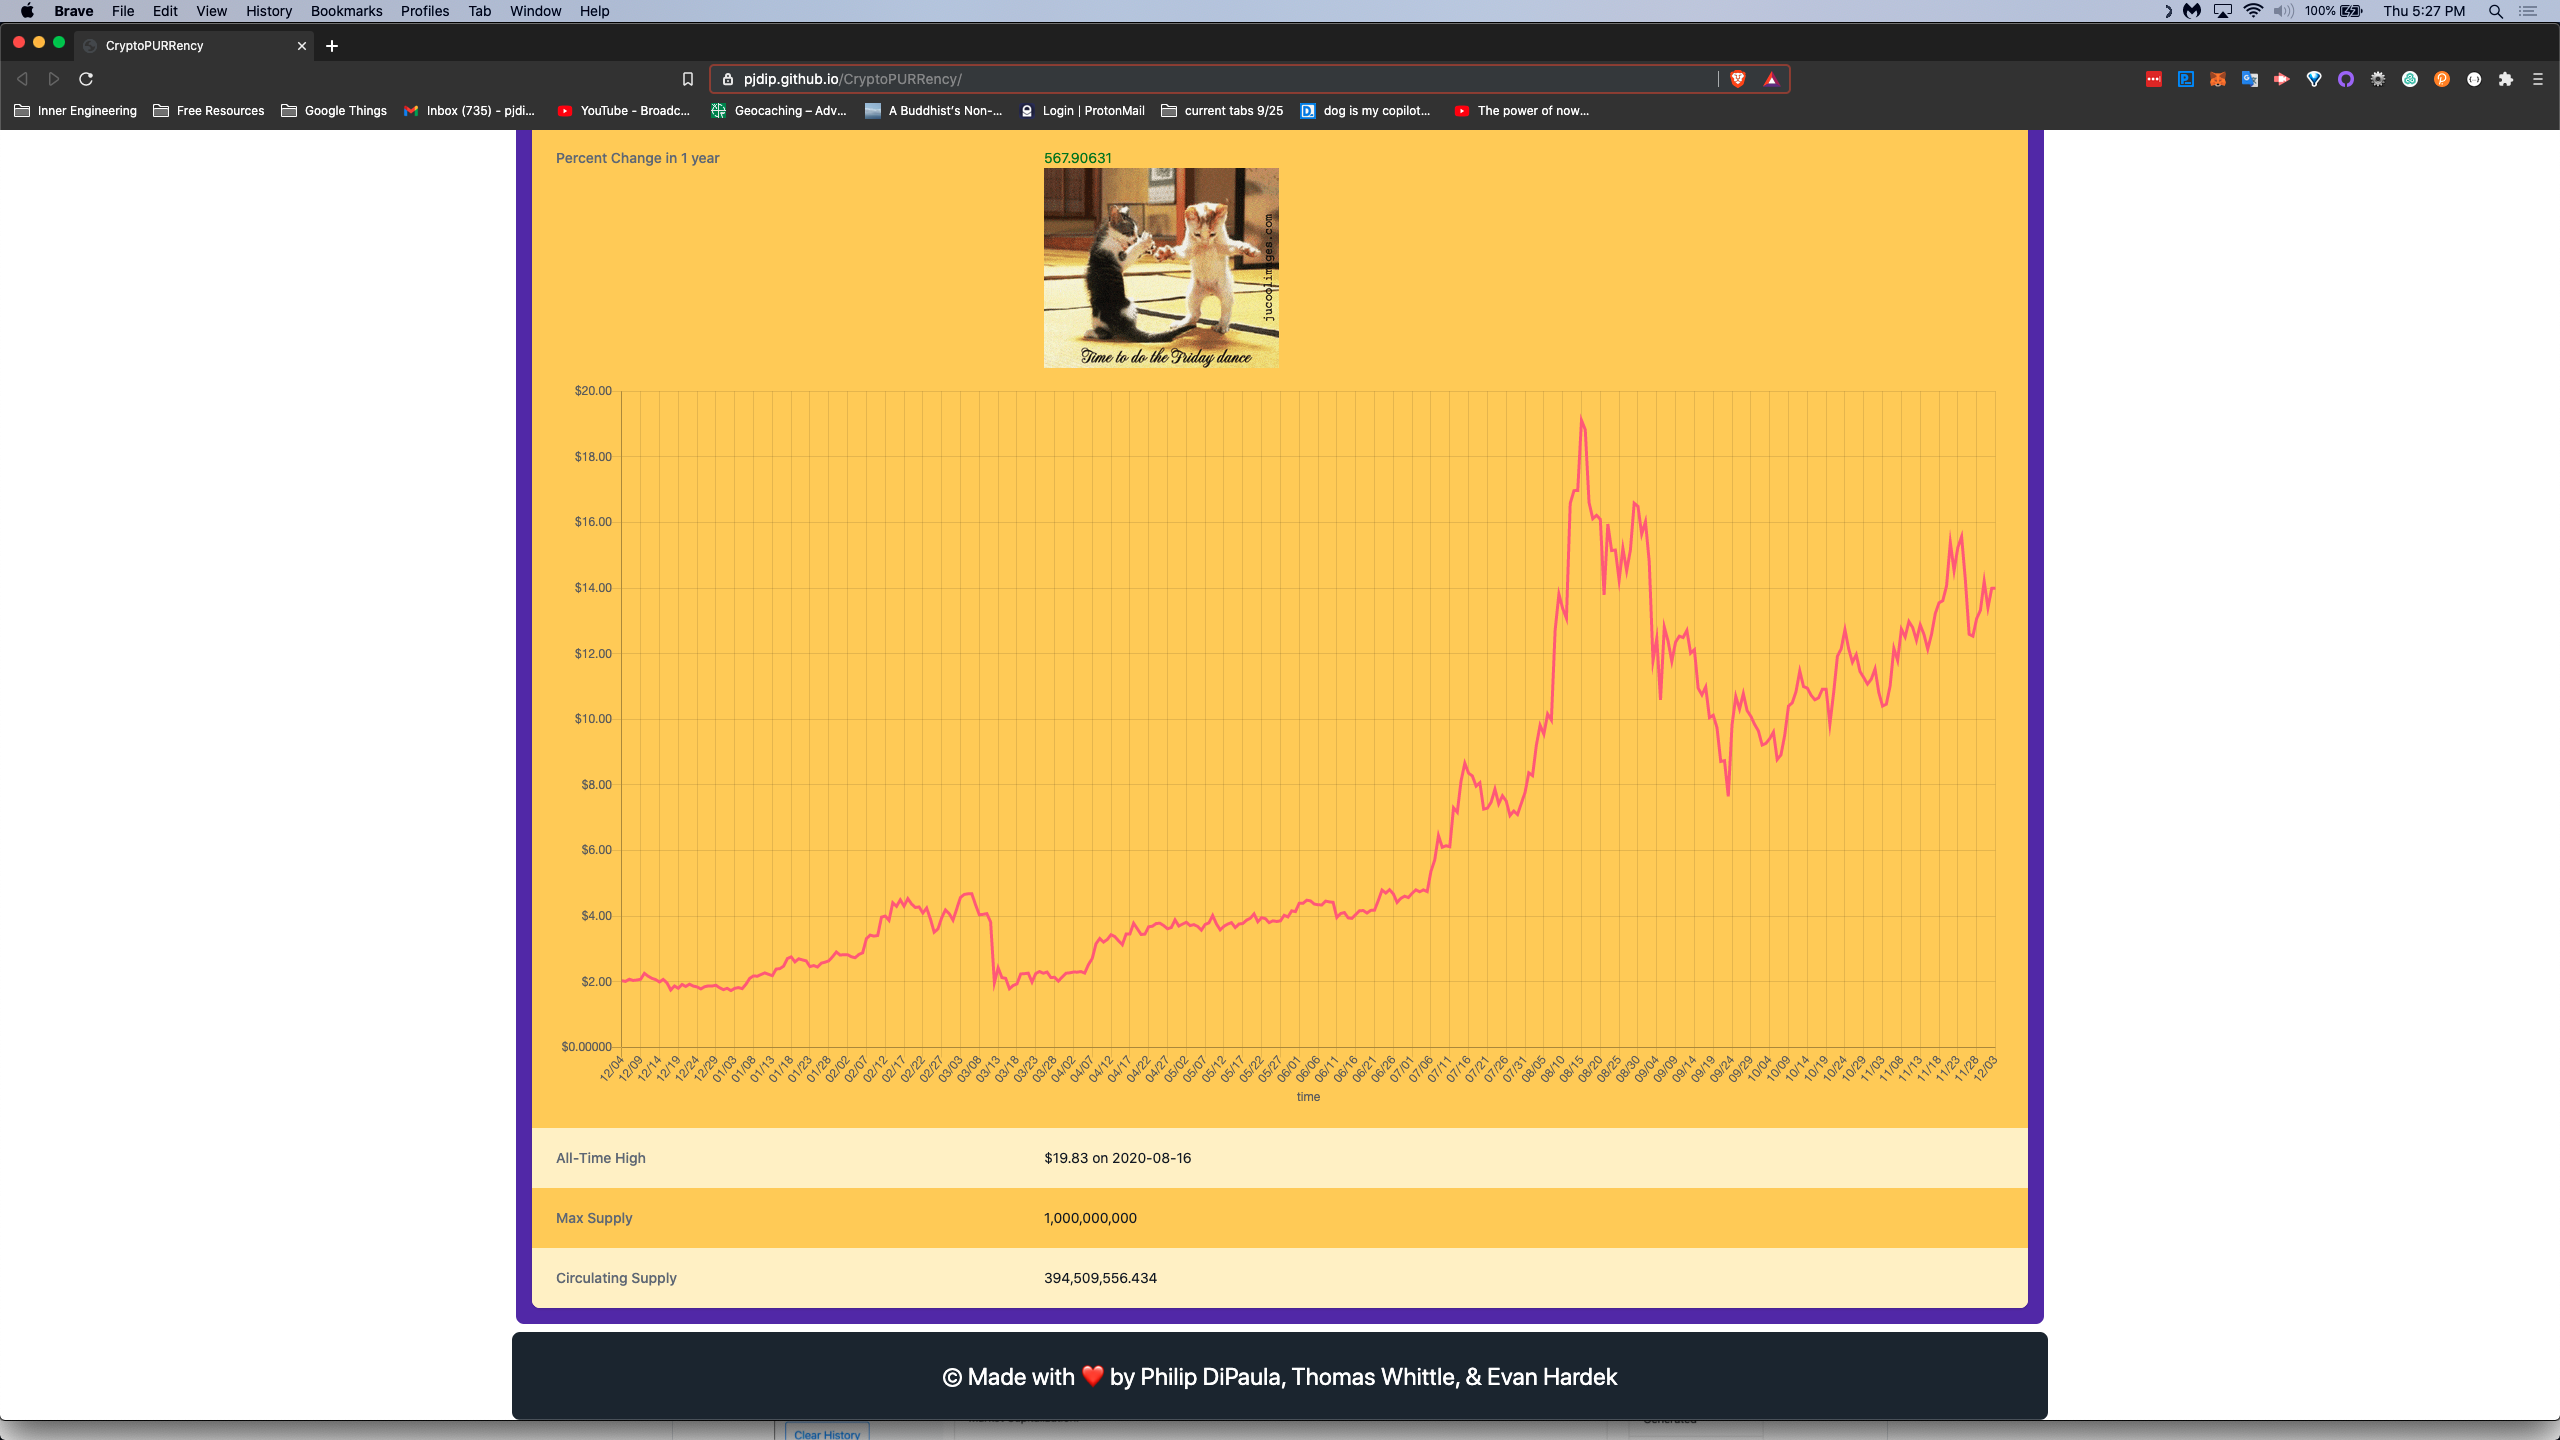 Brave File Edit View History Bookmarks Profiles Tab Window Help 100% Thu 5:27 PM
CryptoPURRency
pjdip.github.io/CryptoPURRency/
Inner Engineering Free Resources Google Things Inbox (735) - pjdi... YouTube - Broadc... Geocaching – Adv... A Buddhist's Non-... Login | ProtonMail current tabs 9/25 dog is my copilot... The power of now...
Percent Change in 1 year 567.90631
jucoolimages.com
Time to do the Friday dance
$20.00
$18.00
$16.00
$14.00
$12.00
$10.00
$8.00
$6.00
$4.00
$2.00
$0.00000
12/04 12/09 12/14 12/19 12/24 12/29 01/03 01/08 01/13 01/18 01/23 01/28 02/02 02/07 02/12 02/17 02/22 02/27 03/03 03/08 03/13 03/18 03/23 03/28 04/02 04/07 04/12 04/17 04/22 04/27 05/02 05/07 05/12 05/17 05/22 05/27 06/01 06/06 06/11 06/16 06/21 06/26 07/01 07/06 07/11 07/16 07/21 07/26 07/31 08/05 08/10 08/15 08/20 08/25 08/30 09/04 09/09 09/14 09/19 09/24 09/29 10/04 10/09 10/14 10/19 10/24 10/29 11/03 11/08 11/13 11/18 11/23 11/28 12/03
time
All-Time High $19.83 on 2020-08-16
Max Supply 1,000,000,000
Circulating Supply 394,509,556.434
© Made with ❤️ by Philip DiPaula, Thomas Whittle, & Evan Hardek
Clear History